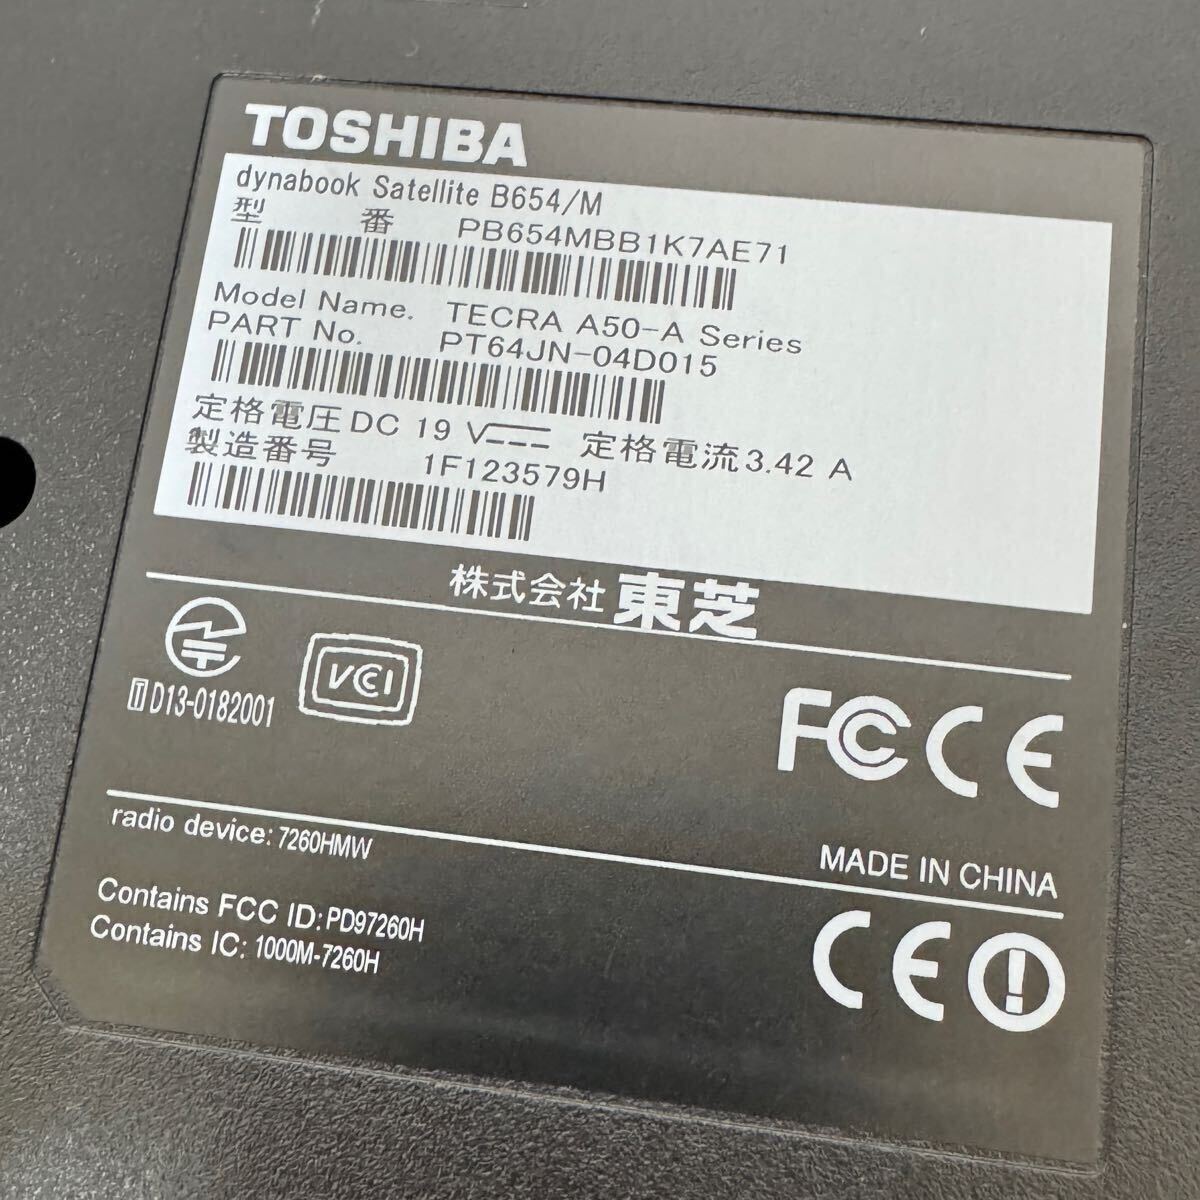 TOSHIBA
dynabook Satellite B654/M
型 番 PB654MBB1K7AE71
Model Name. TECRA A50-A Series
PART No. PT64JN-04D015
定格電圧DC 19 V 定格電流3.42 A
製造番号 1F123579H
株式会社 東芝
T D13-0182001
VCCI
FC CE
radio device: 7260HMW
MADE IN CHINA
Contains FCC ID: PD97260H
Contains IC: 1000M-7260H
CE !